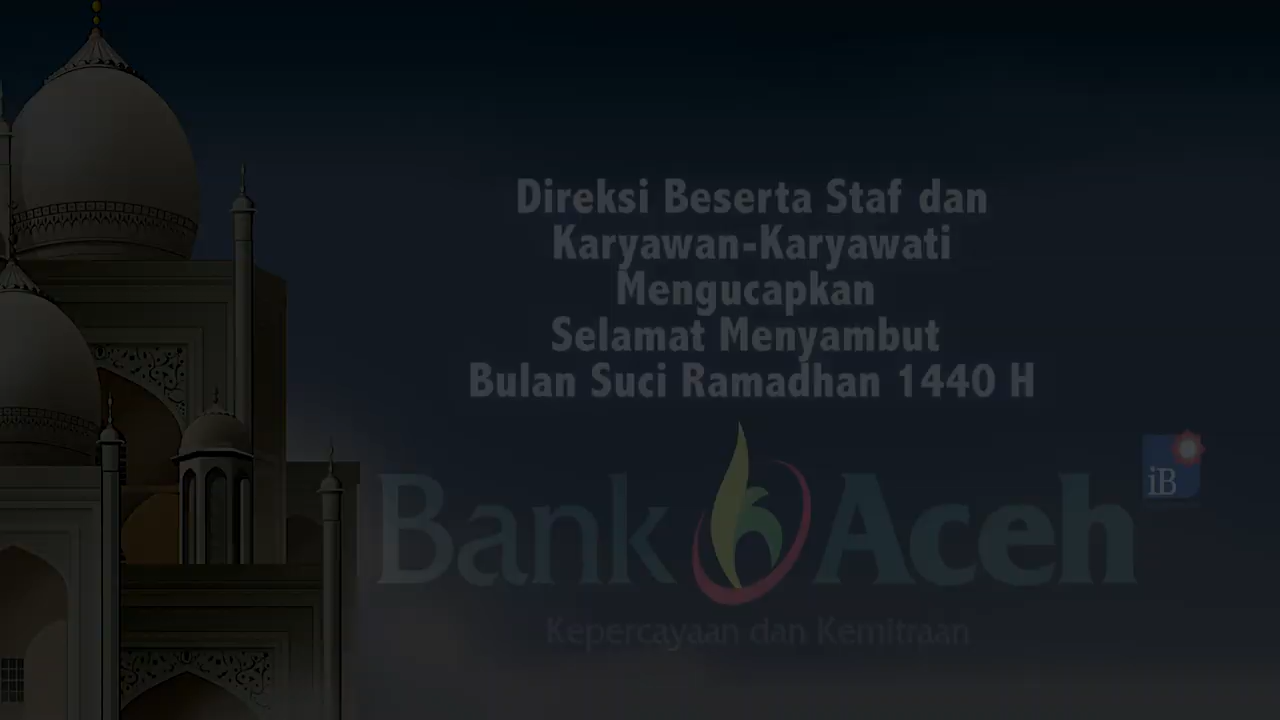 Direksi Beserta Staf dan
Karyawan-Karyawati
Mengucapkan
Selamat Menyambut
Bulan Suci Ramadhan 1440 H
Bank Aceh
iB
Kepercayaan dan Kemitraan